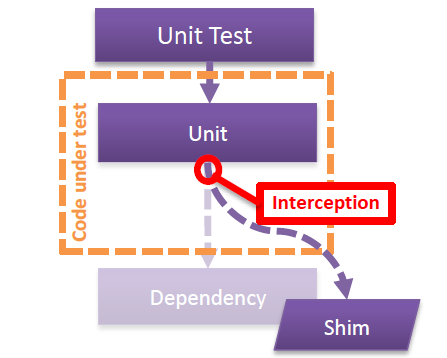 Unit Test
Code under test
Unit
Interception
Dependency
Shim